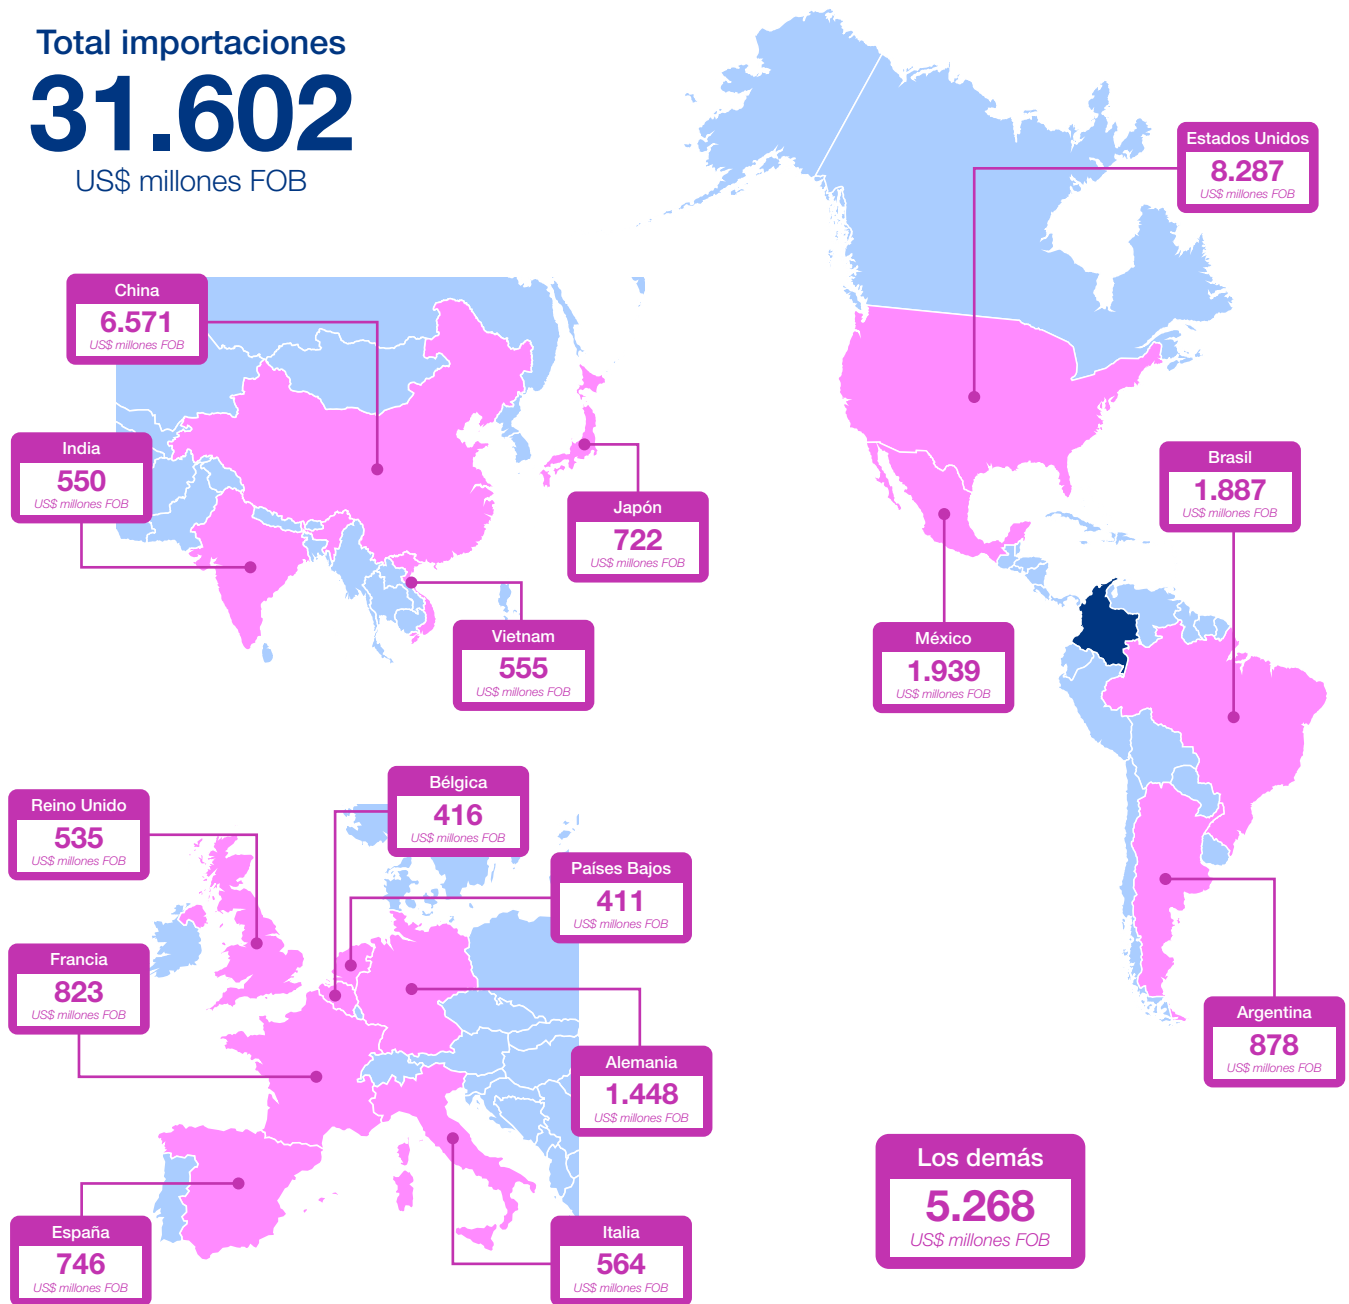 Total importaciones
31.602
US$ millones FOB
Estados Unidos
8.287
US$ millones FOB
China
6.571
US$ millones FOB
India
550
US$ millones FOB
Japón
722
US$ millones FOB
Vietnam
555
US$ millones FOB
Brasil
1.887
US$ millones FOB
México
1.939
US$ millones FOB
Bélgica
416
US$ millones FOB
Reino Unido
535
US$ millones FOB
Países Bajos
411
US$ millones FOB
Francia
823
US$ millones FOB
Alemania
1.448
US$ millones FOB
Argentina
878
US$ millones FOB
España
746
US$ millones FOB
Italia
564
US$ millones FOB
Los demás
5.268
US$ millones FOB